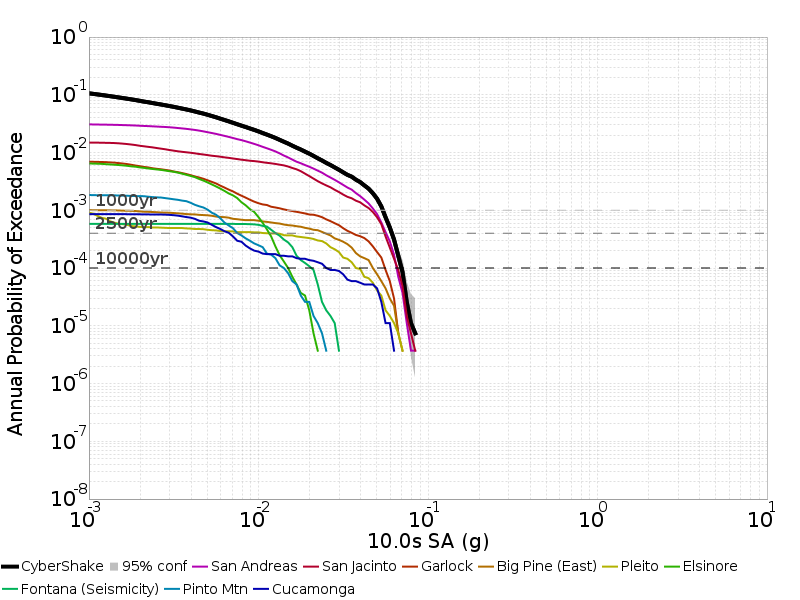 10^0
10^-1
10^-2
10^-3
10^-4
10^-5
10^-6
10^-7
10^-8
Annual Probability of Exceedance
1000yr
2500yr
10000yr
10^-3 10^-2 10^-1 10^0 10^1
10.0s SA (g)
CyberShake 95% conf San Andreas San Jacinto Garlock Big Pine (East) Pleito Elsinore
Fontana (Seismicity) Pinto Mtn Cucamonga